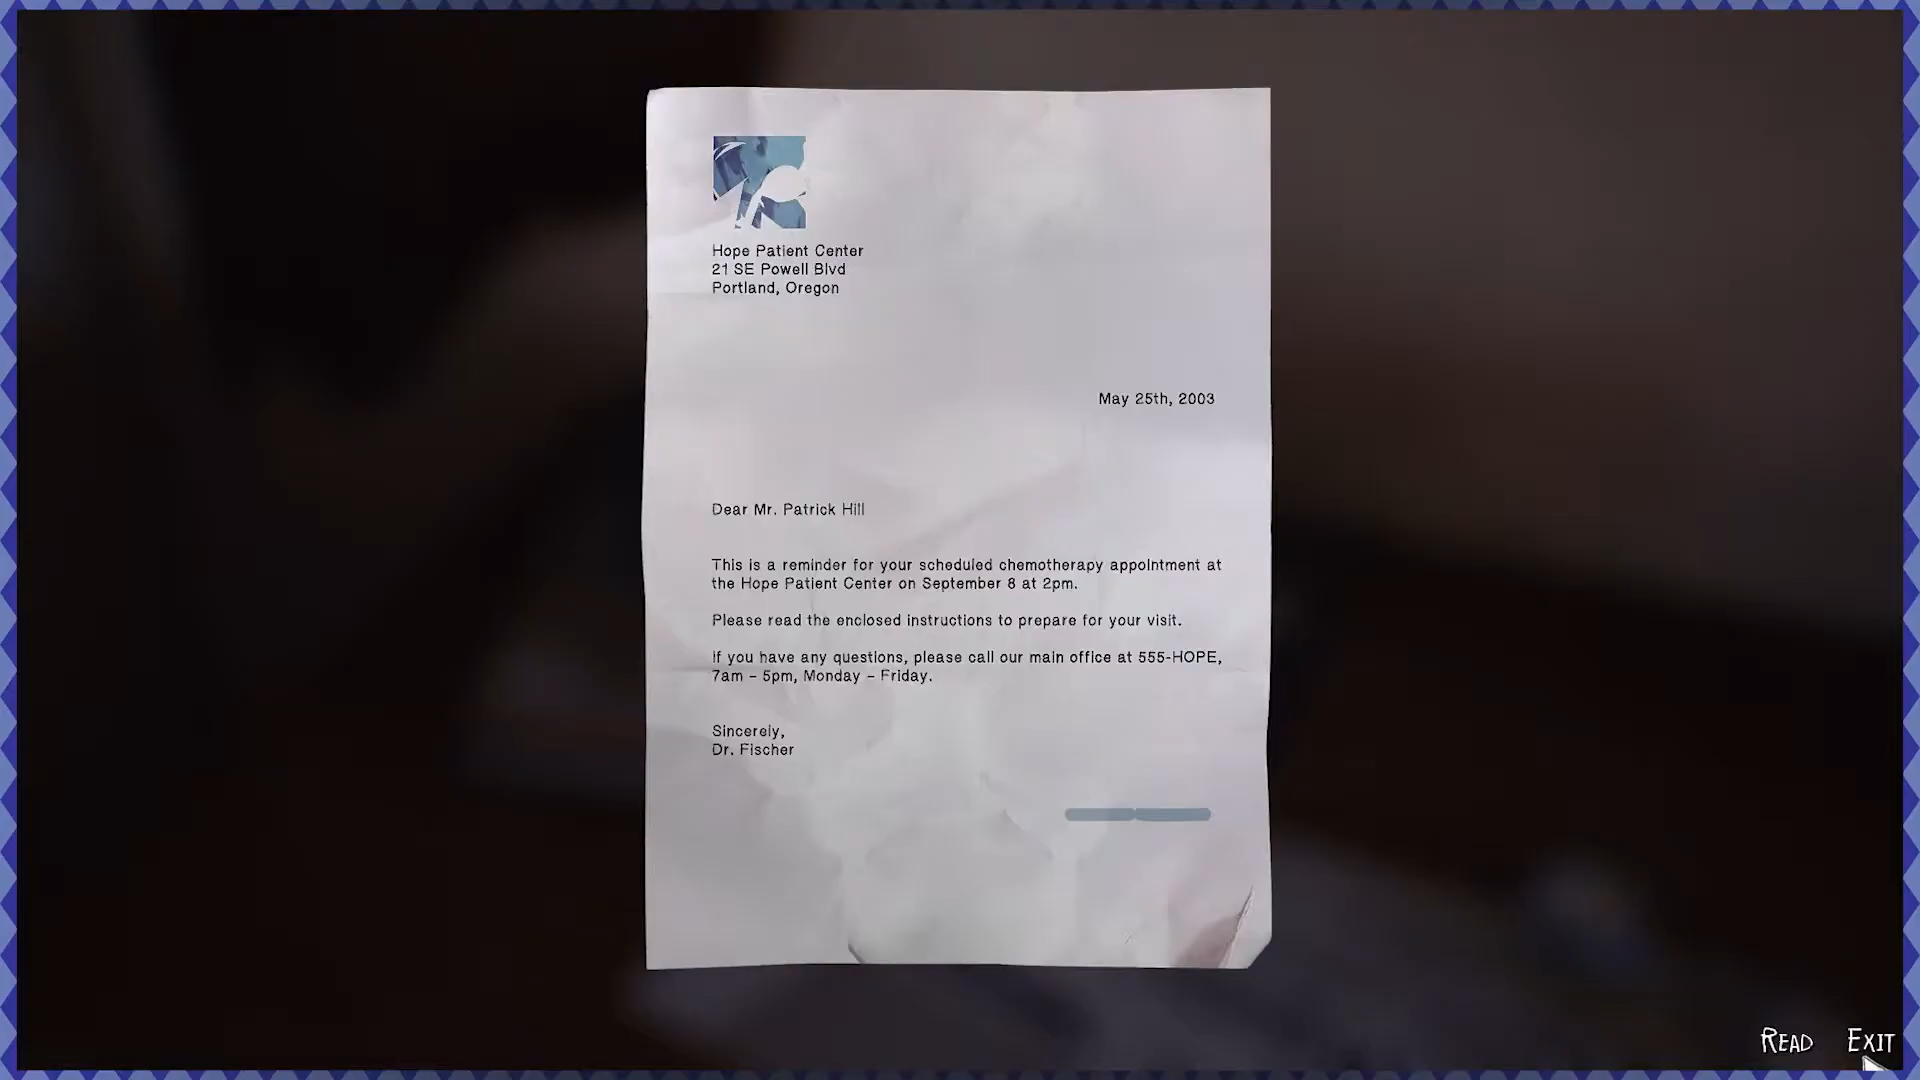 Hope Patient Center
21 SE Powell Blvd
Portland, Oregon
May 25th, 2003
Dear Mr. Patrick Hill
This is a reminder for your scheduled chemotherapy appointment at
the Hope Patient Center on September 8 at 2pm.
Please read the enclosed instructions to prepare for your visit.
If you have any questions, please call our main office at 555-HOPE,
7am – 5pm, Monday – Friday.
Sincerely,
Dr. Fischer
READ EXIT